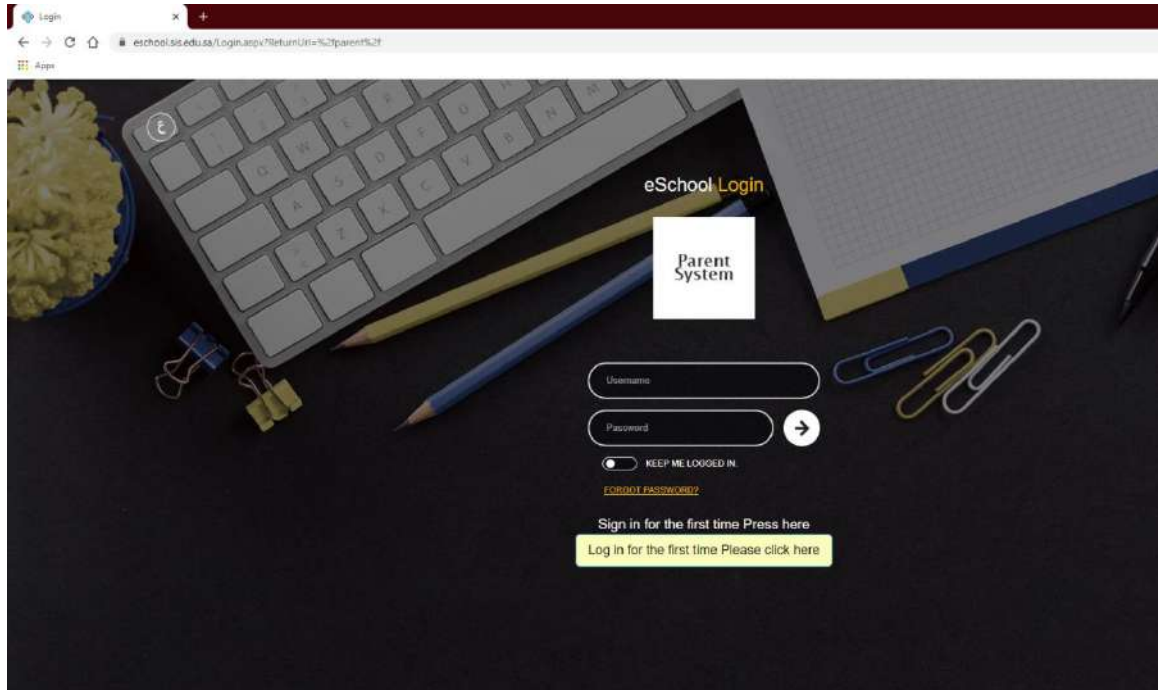 Login
eschool.sis.edu.sa/Login.aspx?ReturnUrl=%2fparent%2f
Apps
ع
eSchool Login
Parent
System
Username
Password
KEEP ME LOGGED IN.
FORGOT PASSWORD?
Sign in for the first time Press here
Log in for the first time Please click here